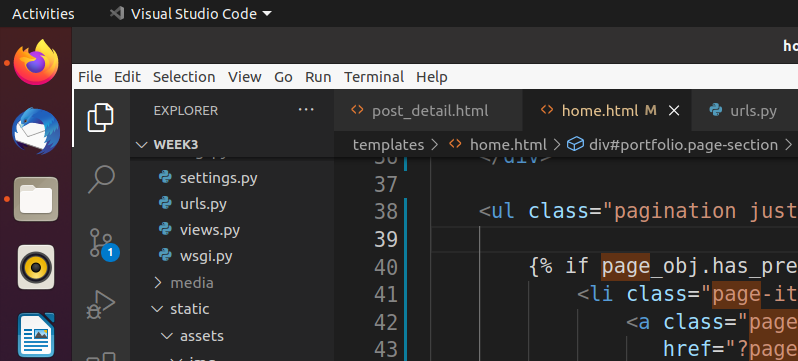 Activities
Visual Studio Code
ho
File Edit Selection View Go Run Terminal Help
EXPLORER ...
post_detail.html
home.html M
urls.py
WEEK3
templates > home.html > div#portfolio.page-section >
settings.py
urls.py
views.py
wsgi.py
media
static
assets
36 </div>
37
38 <ul class="pagination just
39
40 {% if page_obj.has_pre
41 <li class="page-it
42 <a class="page
43 href="?page
1